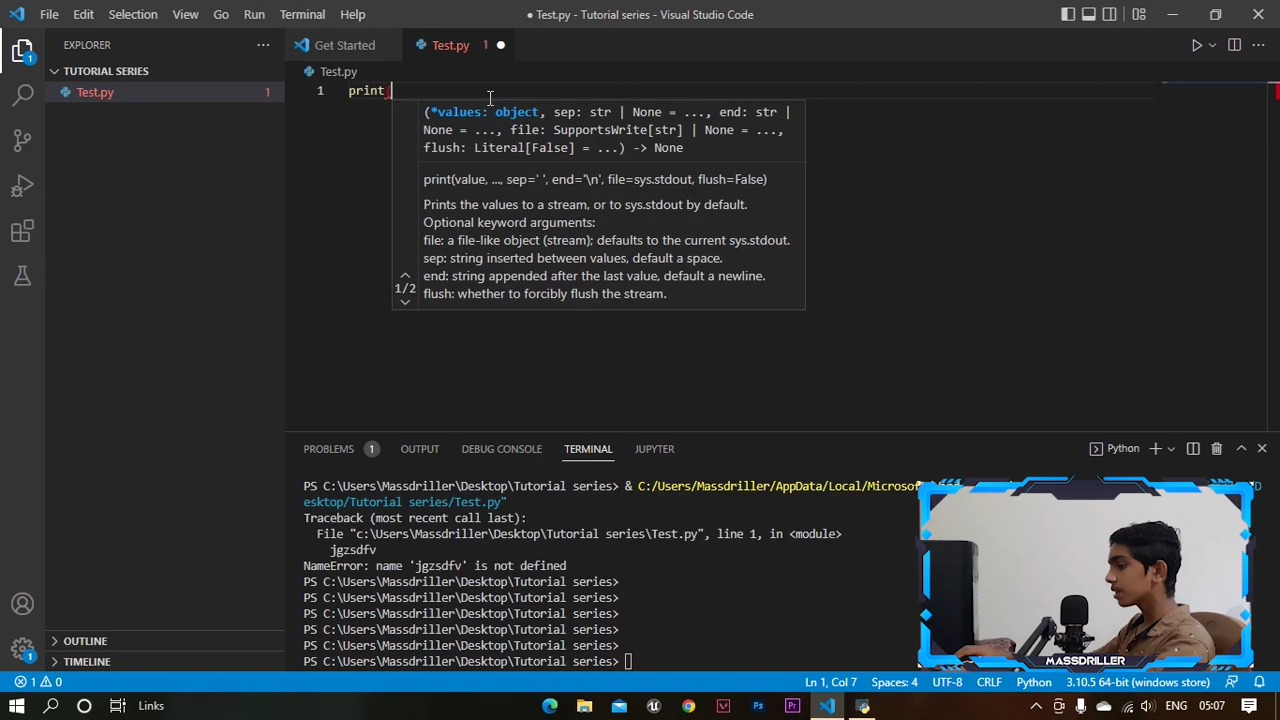 File Edit Selection View Go Run Terminal Help
● Test.py - Tutorial series - Visual Studio Code
EXPLORER
Get Started
Test.py 1
TUTORIAL SERIES
Test.py 1
Test.py
1 print(
(*values: object, sep: str | None = ..., end: str |
None = ..., file: SupportsWrite[str] | None = ...,
flush: Literal[False] = ...) -> None
print(value, ..., sep=' ', end='\n', file=sys.stdout, flush=False)
Prints the values to a stream, or to sys.stdout by default.
Optional keyword arguments:
file: a file-like object (stream); defaults to the current sys.stdout.
sep: string inserted between values, default a space.
end: string appended after the last value, default a newline.
flush: whether to forcibly flush the stream.
1/2
PROBLEMS 1 OUTPUT DEBUG CONSOLE TERMINAL JUPYTER
Python
PS C:\Users\Massdriller\Desktop\Tutorial series> & C:/Users/Massdriller/AppData/Local/Microsof
esktop/Tutorial series/Test.py"
Traceback (most recent call last):
File "c:\Users\Massdriller\Desktop\Tutorial series\Test.py", line 1, in <module>
jgzsdfv
NameError: name 'jgzsdfv' is not defined
PS C:\Users\Massdriller\Desktop\Tutorial series>
PS C:\Users\Massdriller\Desktop\Tutorial series>
PS C:\Users\Massdriller\Desktop\Tutorial series>
PS C:\Users\Massdriller\Desktop\Tutorial series>
PS C:\Users\Massdriller\Desktop\Tutorial series>
PS C:\Users\Massdriller\Desktop\Tutorial series>
MASSDRILLER
OUTLINE
TIMELINE
1 0
Ln 1, Col 7 Spaces: 4 UTF-8 CRLF Python 3.10.5 64-bit (windows store)
Links
ENG 05:07